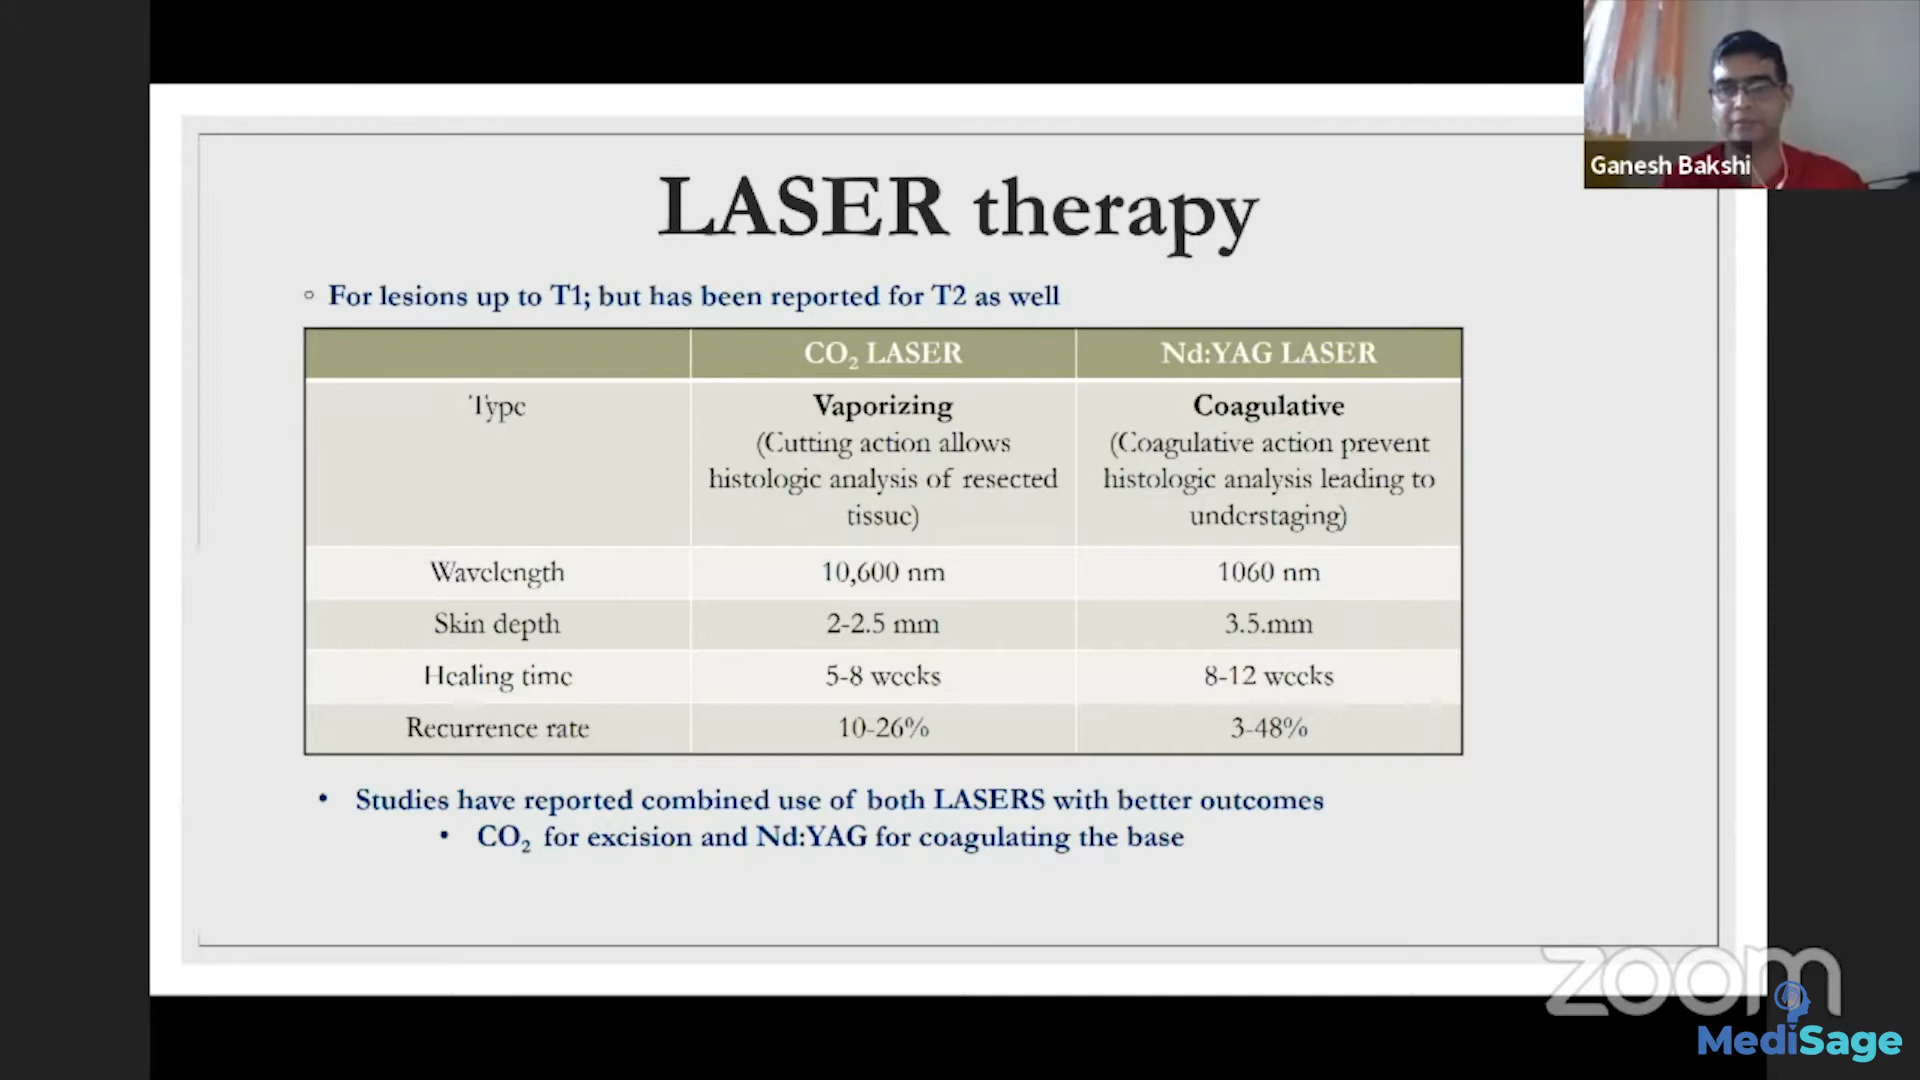 Ganesh Bakshi
LASER therapy
For lesions up to T1; but has been reported for T2 as well
CO₂ LASER
Nd:YAG LASER
Type
Vaporizing
(Cutting action allows
histologic analysis of resected
tissue)
Coagulative
(Coagulative action prevent
histologic analysis leading to
understaging)
Wavelength
10,600 nm
1060 nm
Skin depth
2-2.5 mm
3.5.mm
Healing time
5-8 weeks
8-12 weeks
Recurrence rate
10-26%
3-48%
• Studies have reported combined use of both LASERS with better outcomes
• CO₂ for excision and Nd:YAG for coagulating the base
zoom
MediSage